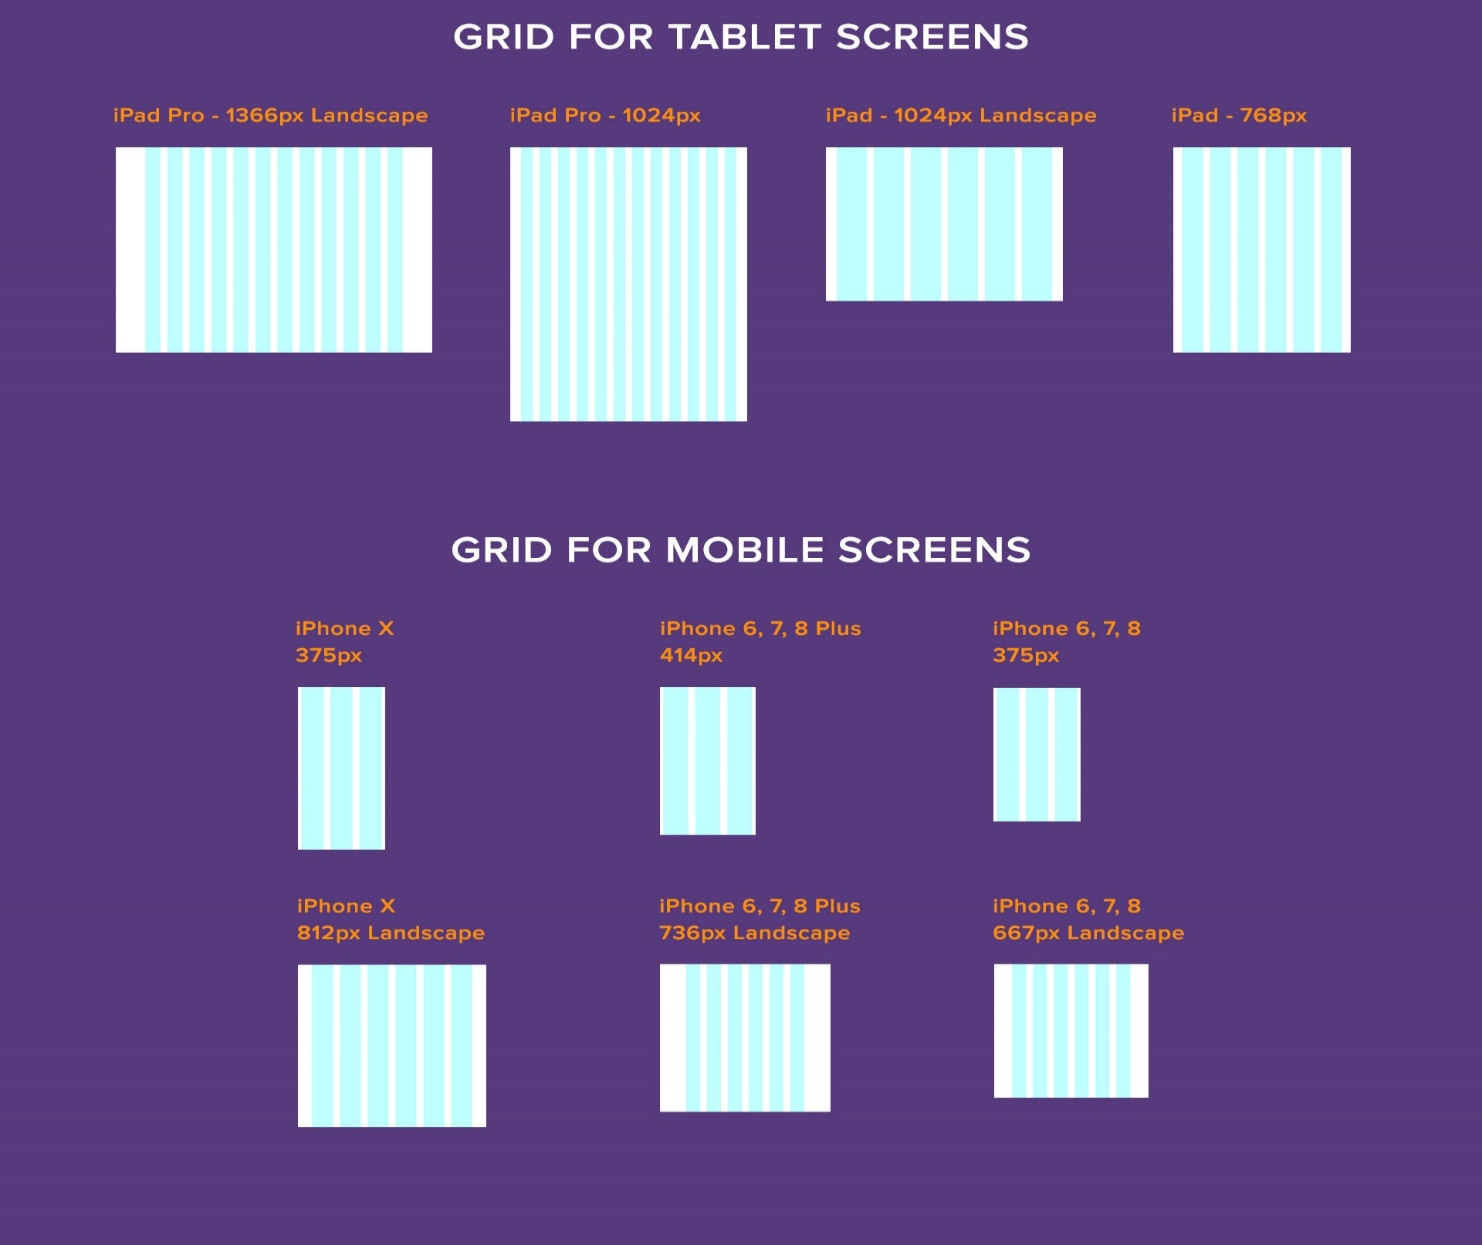 GRID FOR TABLET SCREENS
iPad Pro - 1366px Landscape
iPad Pro - 1024px
iPad - 1024px Landscape
iPad - 768px
GRID FOR MOBILE SCREENS
iPhone X
375px
iPhone 6, 7, 8 Plus
414px
iPhone 6, 7, 8
375px
iPhone X
812px Landscape
iPhone 6, 7, 8 Plus
736px Landscape
iPhone 6, 7, 8
667px Landscape